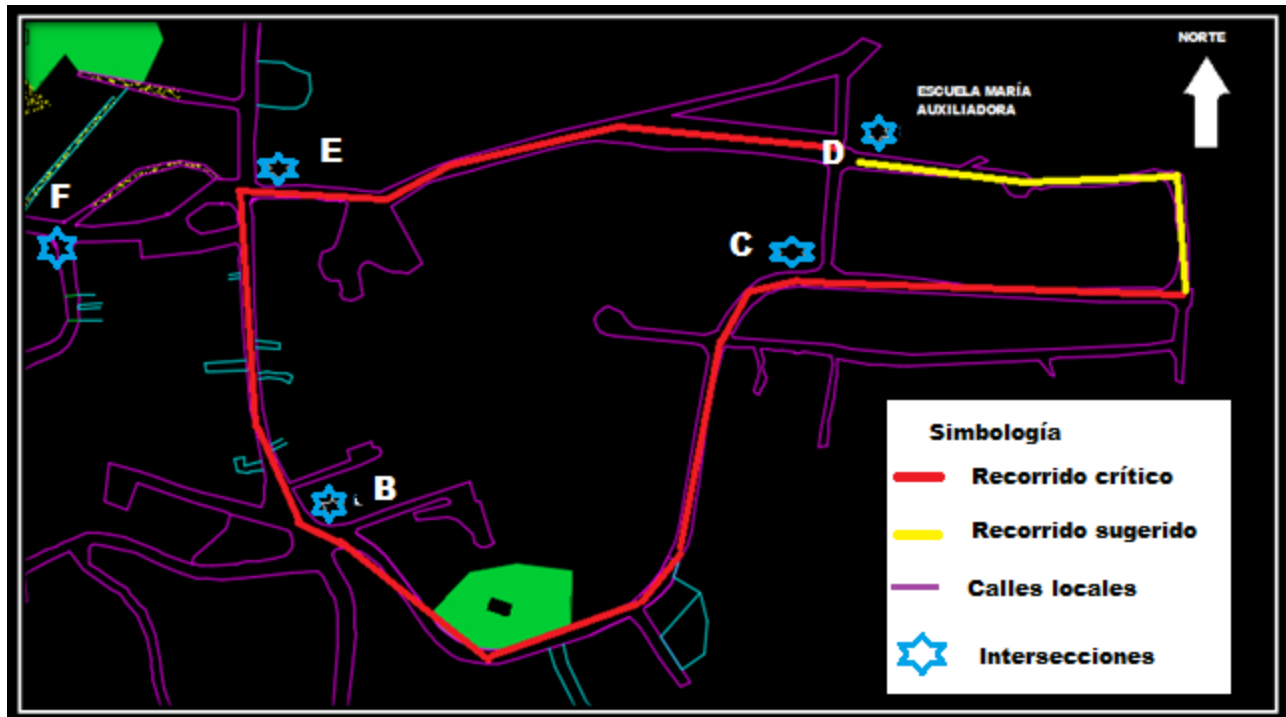 NORTE
ESCUELA MARÍA
AUXILIADORA
E
D
F
C
B
Simbología
Recorrido crítico
Recorrido sugerido
Calles locales
Intersecciones